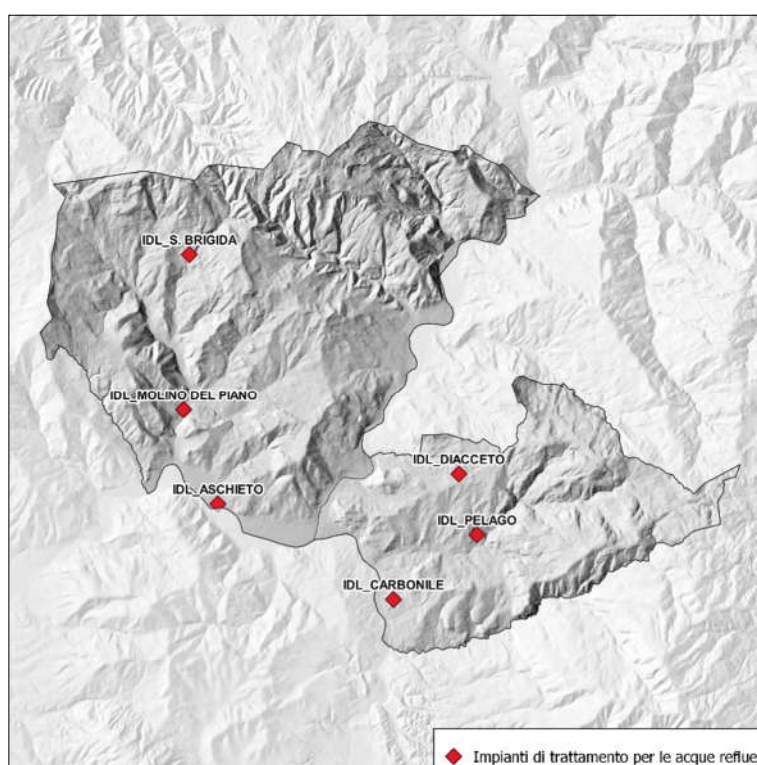 IDL_S. BRIGIDA
IDL_MOLINO DEL PIANO
IDL_DIACCETO
IDL_ASCHIETO
IDL_PELAGO
IDL_CARBONILE
Impianti di trattamento per le acque reflue